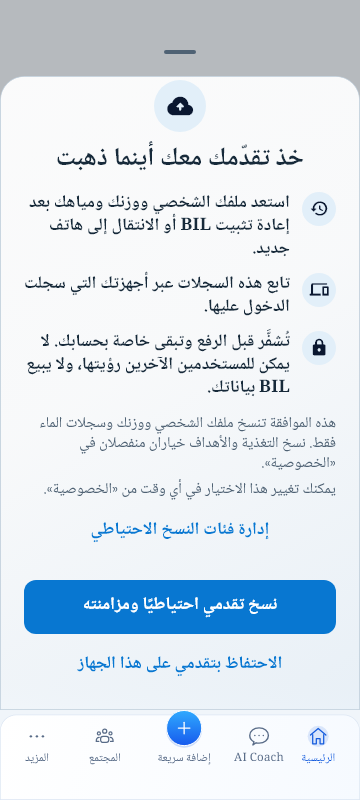 خذ تقدّمك معك أينما ذهبت
استعد ملفك الشخصي ووزنك ومياهك بعد
إعادة تثبيت BIL أو الانتقال إلى هاتف
جديد.
تابع هذه السجلات عبر أجهزتك التي سجلت
الدخول عليها.
تُشفَّر قبل الرفع وتبقى خاصة بحسابك. لا
يمكن للمستخدمين الآخرين رؤيتها، ولا يبيع
BIL بياناتك.
هذه الموافقة تنسخ ملفك الشخصي ووزنك وسجلات الماء
فقط. نسخ التغذية والأهداف خياران منفصلان في
«الخصوصية».
يمكنك تغيير هذا الاختيار في أي وقت من «الخصوصية».
إدارة فئات النسخ الاحتياطي
نسخ تقدمي احتياطيًا ومزامنته
الاحتفاظ بتقدمي على هذا الجهاز
الرئيسية
AI Coach
إضافة سريعة
المجتمع
المزيد